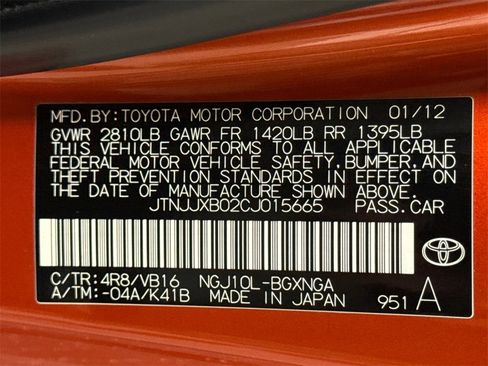 MFD.BY:TOYOTA MOTOR CORPORATION 01/12
GVWR 2810LB GAWR FR 1420LB RR 1395LB
THIS VEHICLE CONFORMS TO ALL APPLICABLE
FEDERAL MOTOR VEHICLE SAFETY,BUMPER,AND
THEFT PREVENTION STANDARDS IN EFFECT ON
THE DATE OF MANUFACTURE SHOWN ABOVE.
JTNJJXB02CJ015665 PASS.CAR
C/TR:4R8/VB16 NGJ10L-BGXNGA
A/TM:-04A/K41B MADE IN JAPAN 951 A